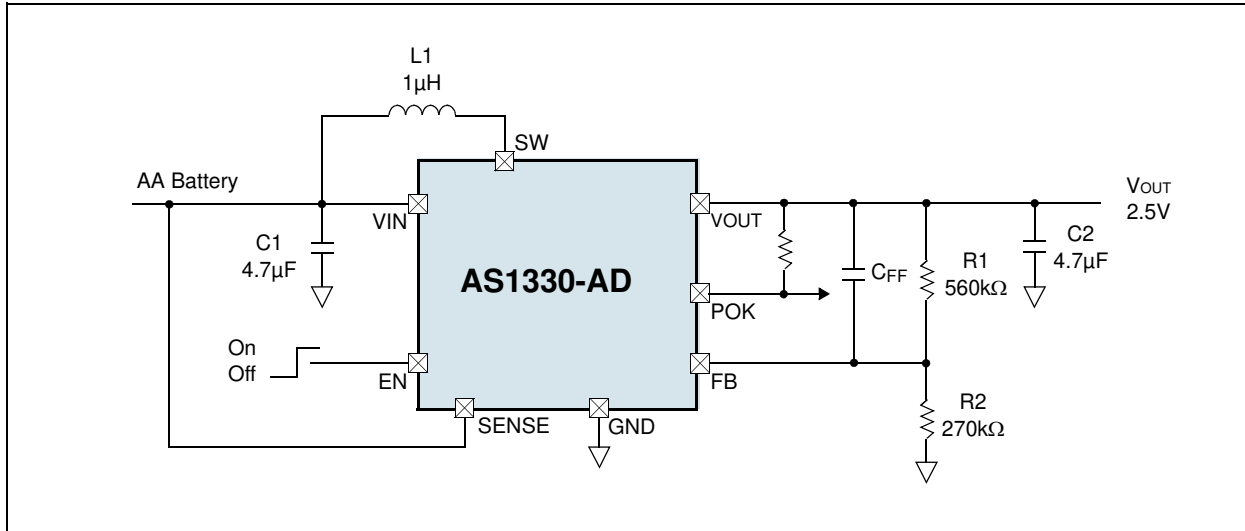 L1
1µH
SW
AA Battery
VIN
VOUT
VOUT
2.5V
C1
4.7µF
C2
4.7µF
AS1330-AD
CFF
R1
560kΩ
POK
On
Off
EN
FB
SENSE
GND
R2
270kΩ